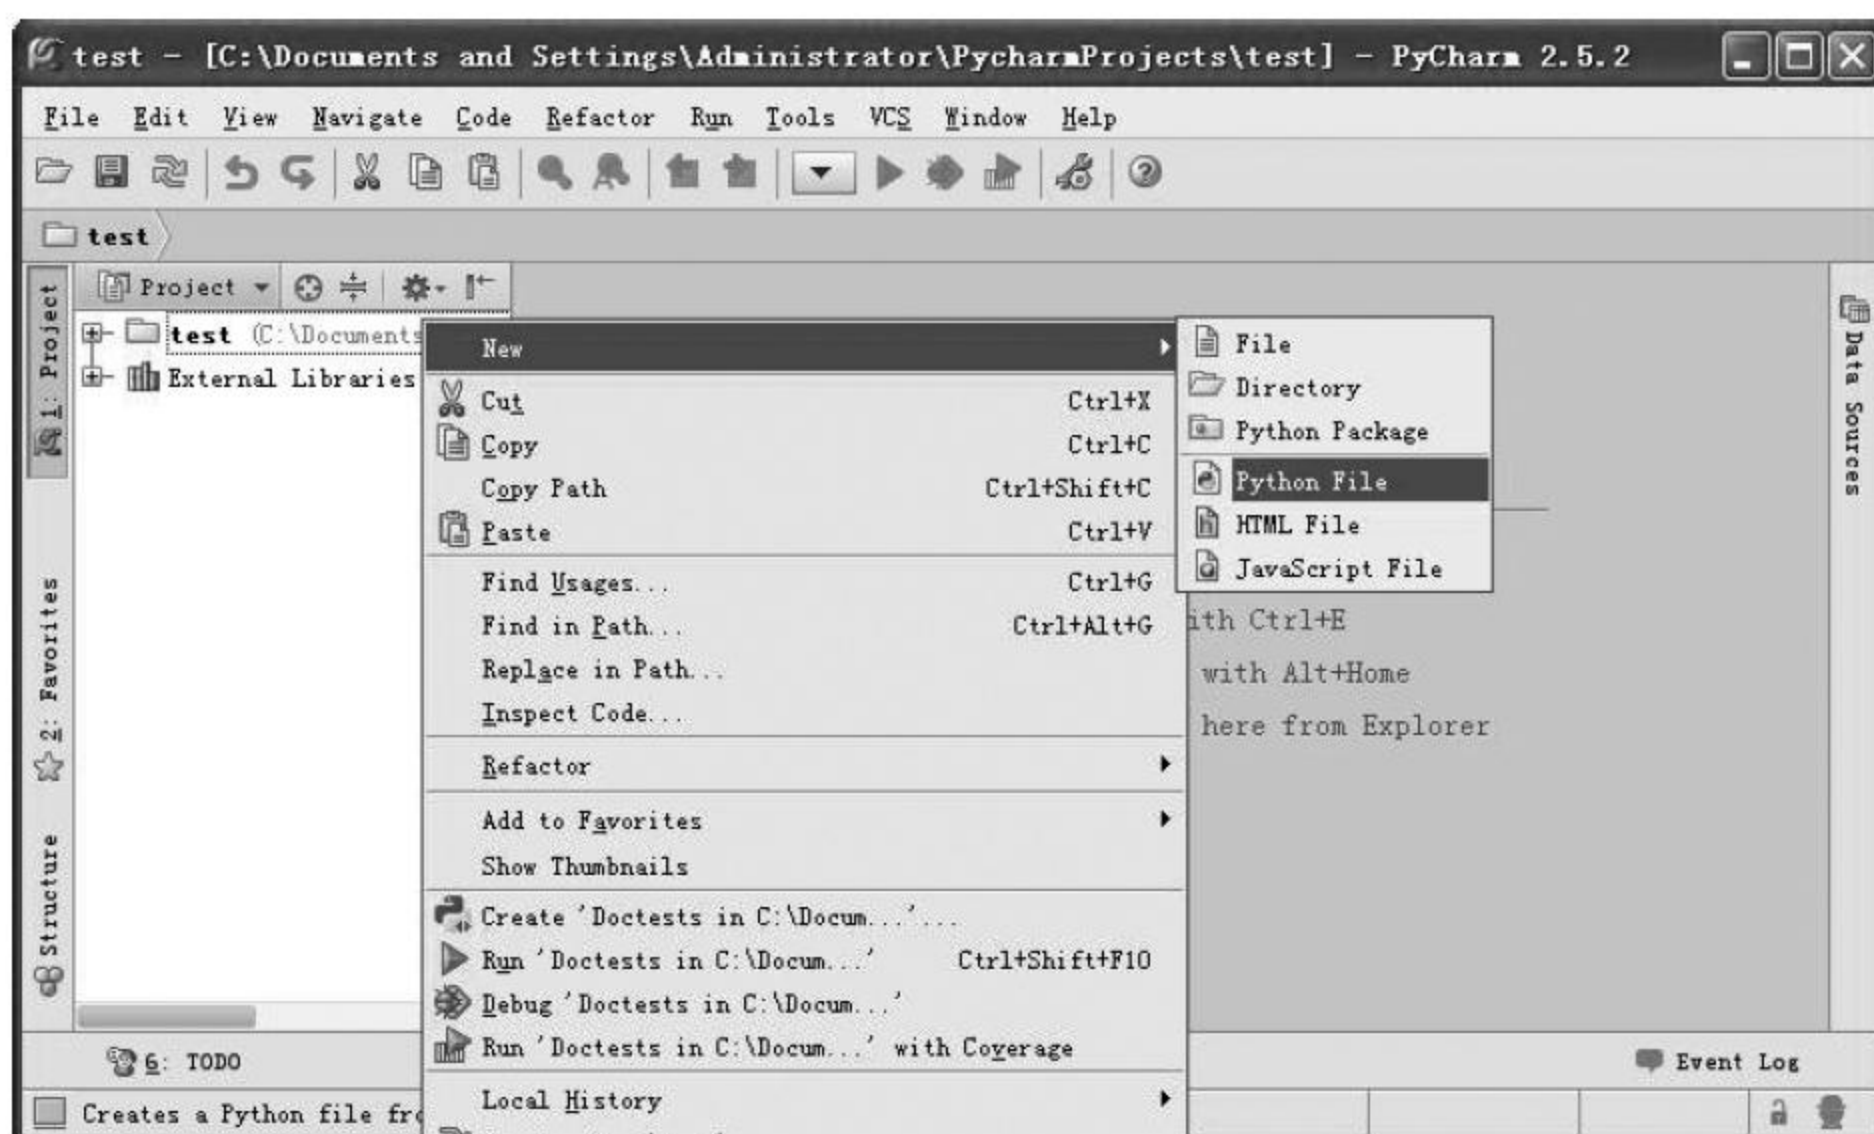 test - [C:\Documents and Settings\Administrator\PycharmProjects\test] - PyCharm 2.5.2
File Edit View Navigate Code Refactor Run Tools VCS Window Help
test
Project
1: Project
test (C:\Documents
External Libraries
New
Cut Ctrl+X
Copy Ctrl+C
Copy Path Ctrl+Shift+C
Paste Ctrl+V
Find Usages... Ctrl+G
Find in Path... Ctrl+Alt+G
Replace in Path...
Inspect Code...
Refactor
Add to Favorites
Show Thumbnails
Create 'Doctests in C:\Docum...'...
Run 'Doctests in C:\Docum...' Ctrl+Shift+F10
Debug 'Doctests in C:\Docum...'
Run 'Doctests in C:\Docum...' with Coverage
Local History
File
Directory
Python Package
Python File
HTML File
JavaScript File
ith Ctrl+E
with Alt+Home
here from Explorer
Data Sources
2: Favorites
Structure
6: TODO
Event Log
Creates a Python file fro